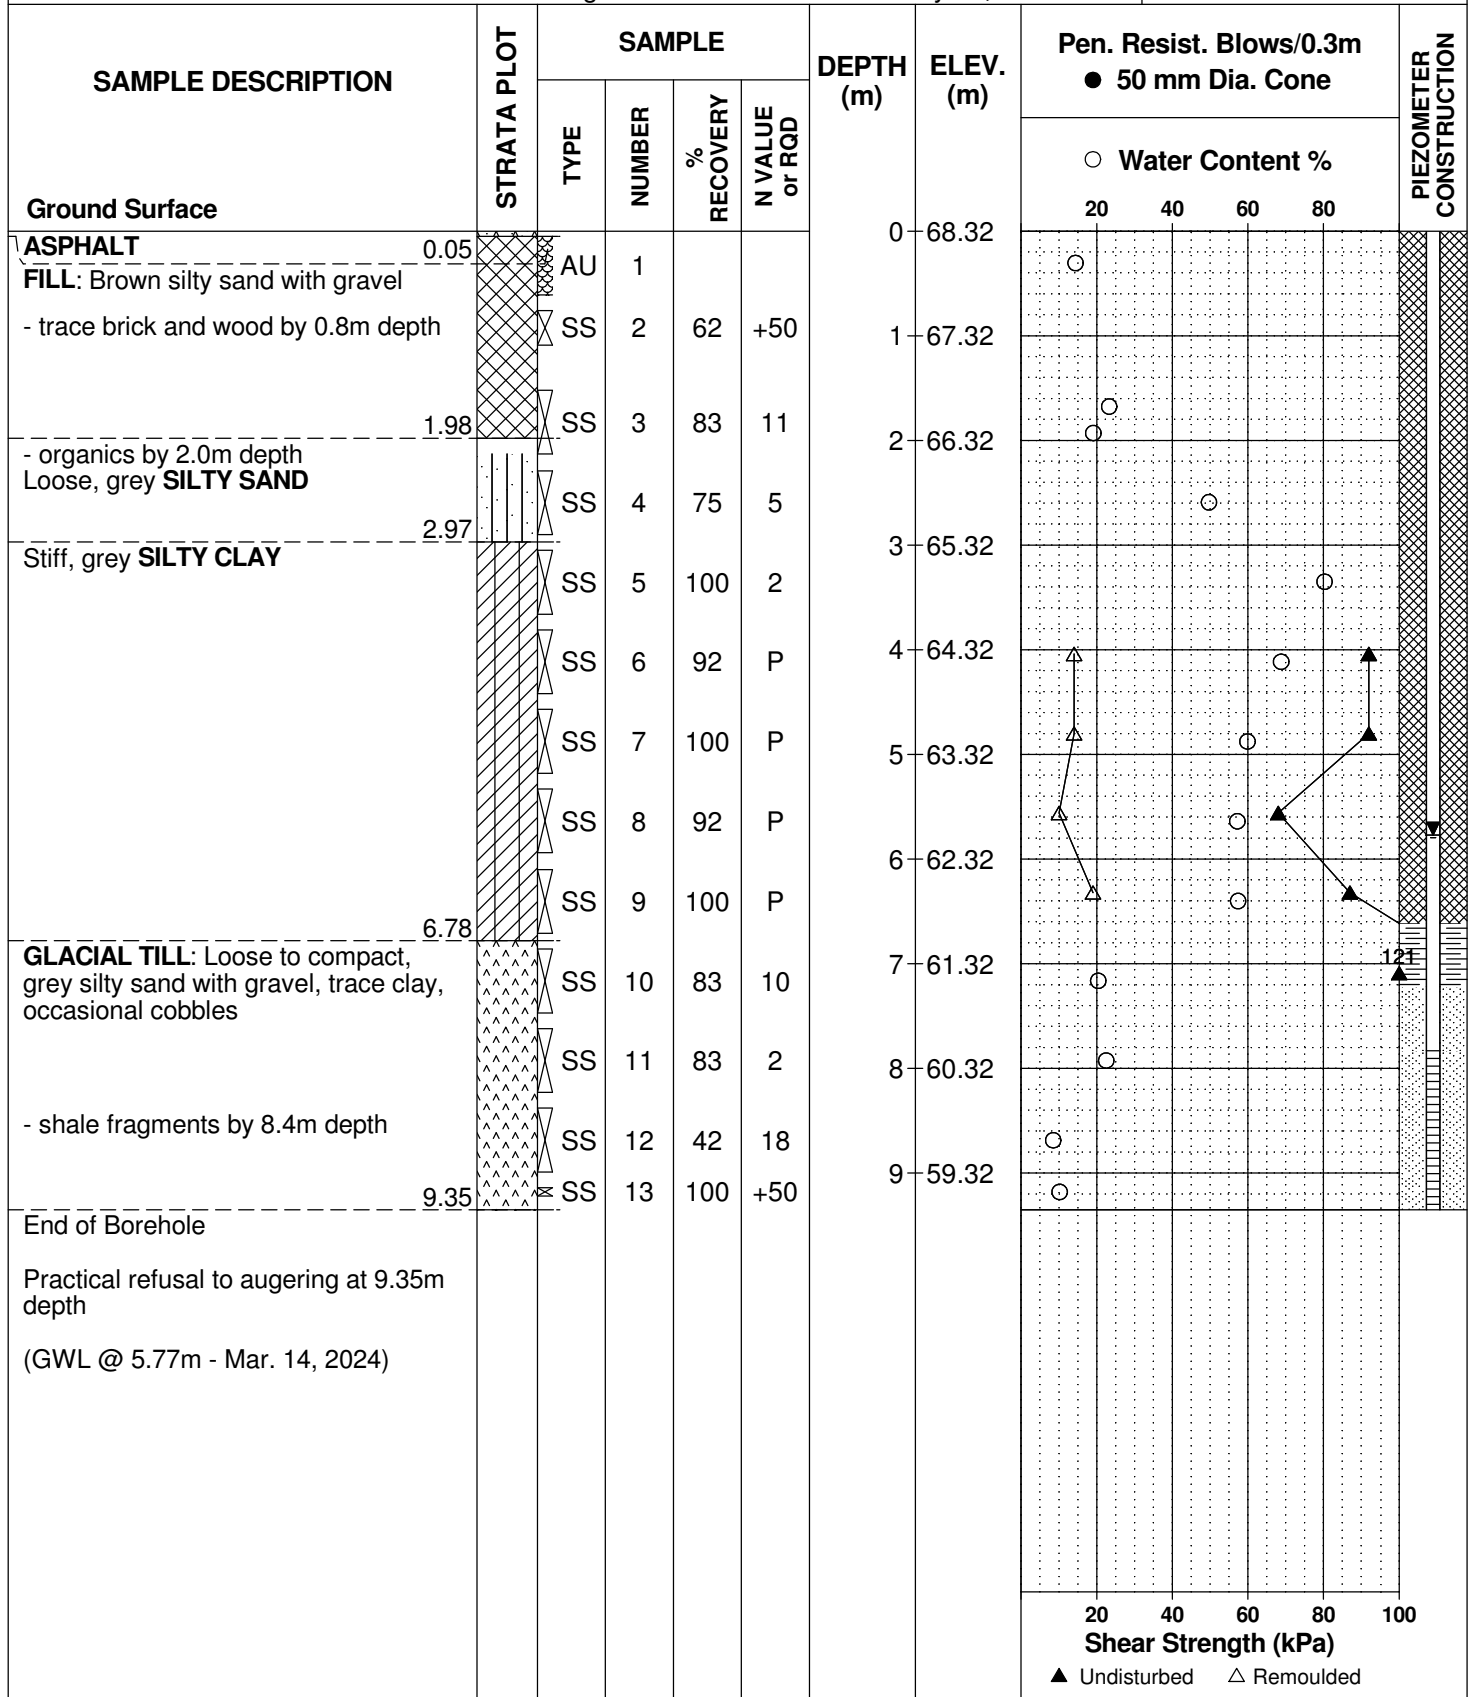 SAMPLE DESCRIPTION
STRATA PLOT
SAMPLE
TYPE
NUMBER
% RECOVERY
N VALUE or RQD
DEPTH (m)
ELEV. (m)
Pen. Resist. Blows/0.3m
● 50 mm Dia. Cone
○ Water Content %
PIEZOMETER CONSTRUCTION
Ground Surface
20 40 60 80
0 68.32
ASPHALT 0.05
FILL: Brown silty sand with gravel
AU 1
- trace brick and wood by 0.8m depth
SS 2 62 +50
1 67.32
1.98
SS 3 83 11
2 66.32
- organics by 2.0m depth
Loose, grey SILTY SAND
SS 4 75 5
2.97
3 65.32
Stiff, grey SILTY CLAY
SS 5 100 2
4 64.32
SS 6 92 P
SS 7 100 P
5 63.32
SS 8 92 P
6 62.32
SS 9 100 P
6.78
GLACIAL TILL: Loose to compact,
grey silty sand with gravel, trace clay,
occasional cobbles
121
7 61.32
SS 10 83 10
SS 11 83 2
8 60.32
- shale fragments by 8.4m depth
SS 12 42 18
9 59.32
SS 13 100 +50
9.35
End of Borehole
Practical refusal to augering at 9.35m
depth
(GWL @ 5.77m - Mar. 14, 2024)
20 40 60 80 100
Shear Strength (kPa)
▲ Undisturbed △ Remoulded